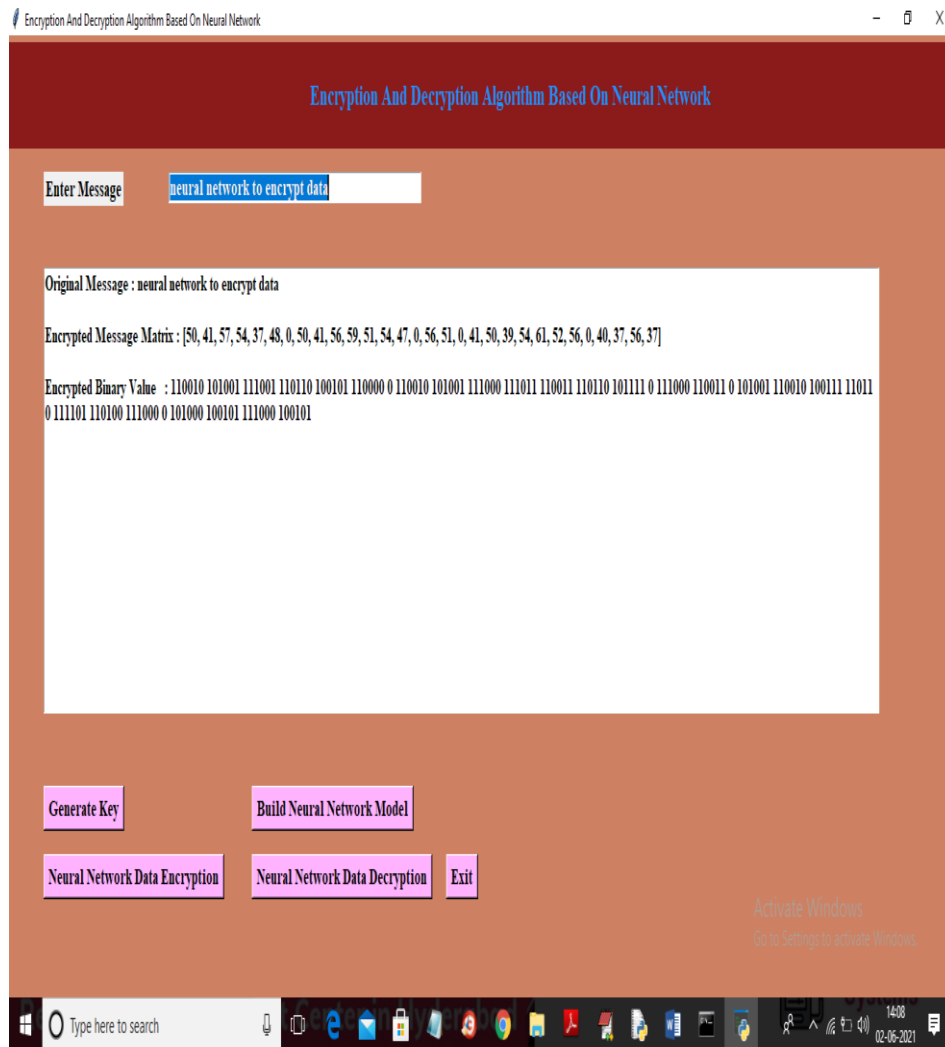 Encryption And Decryption Algorithm Based On Neural Network
Encryption And Decryption Algorithm Based On Neural Network
Enter Message neural network to encrypt data
Original Message : neural network to encrypt data
Encrypted Message Matrix : [50, 41, 57, 54, 37, 48, 0, 50, 41, 56, 59, 51, 54, 47, 0, 56, 51, 0, 41, 50, 39, 54, 61, 52, 56, 0, 40, 37, 56, 37]
Encrypted Binary Value : 110010 101001 111001 110110 100101 110000 0 110010 101001 111000 111011 110011 110110 101111 0 111000 110011 0 101001 110010 100111 11011
0 111101 110100 111000 0 101000 100101 111000 100101
Generate Key Build Neural Network Model
Neural Network Data Encryption Neural Network Data Decryption Exit
Activate Windows
Go to Settings to activate Windows.
Type here to search
14:08
02-06-2021